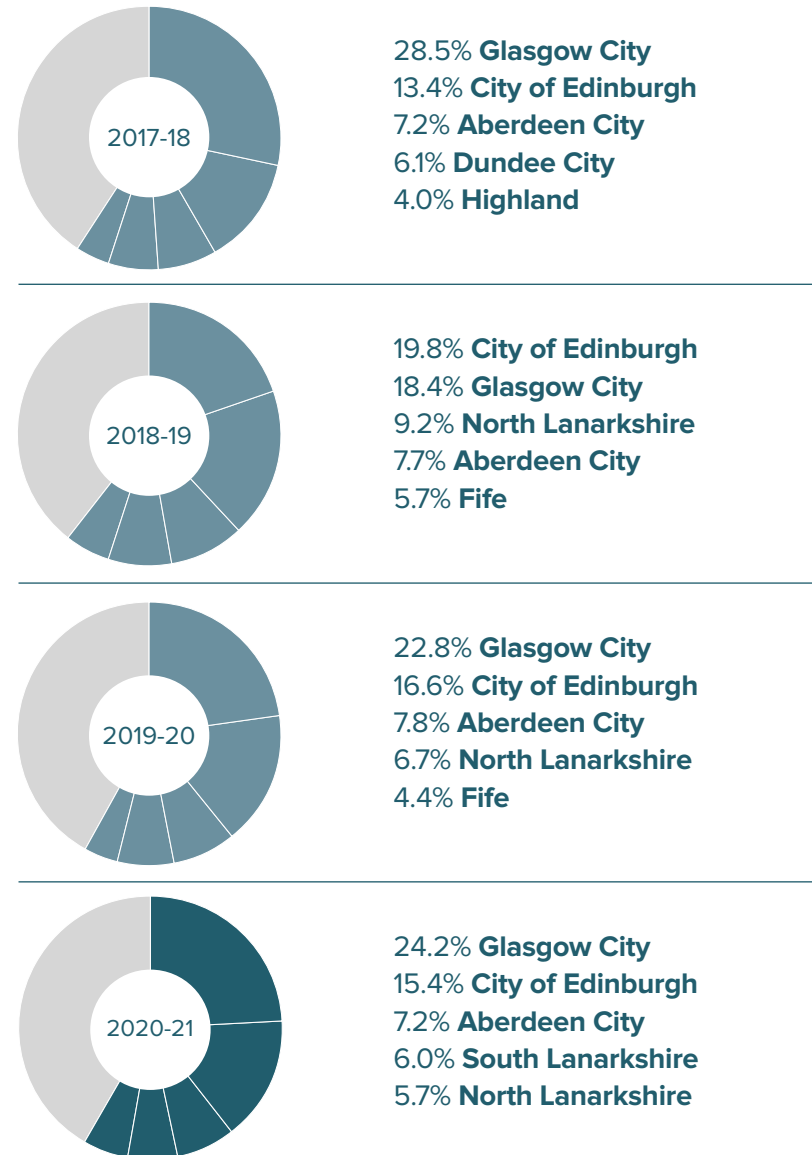 2017-18
28.5% Glasgow City
13.4% City of Edinburgh
7.2% Aberdeen City
6.1% Dundee City
4.0% Highland
2018-19
19.8% City of Edinburgh
18.4% Glasgow City
9.2% North Lanarkshire
7.7% Aberdeen City
5.7% Fife
2019-20
22.8% Glasgow City
16.6% City of Edinburgh
7.8% Aberdeen City
6.7% North Lanarkshire
4.4% Fife
2020-21
24.2% Glasgow City
15.4% City of Edinburgh
7.2% Aberdeen City
6.0% South Lanarkshire
5.7% North Lanarkshire